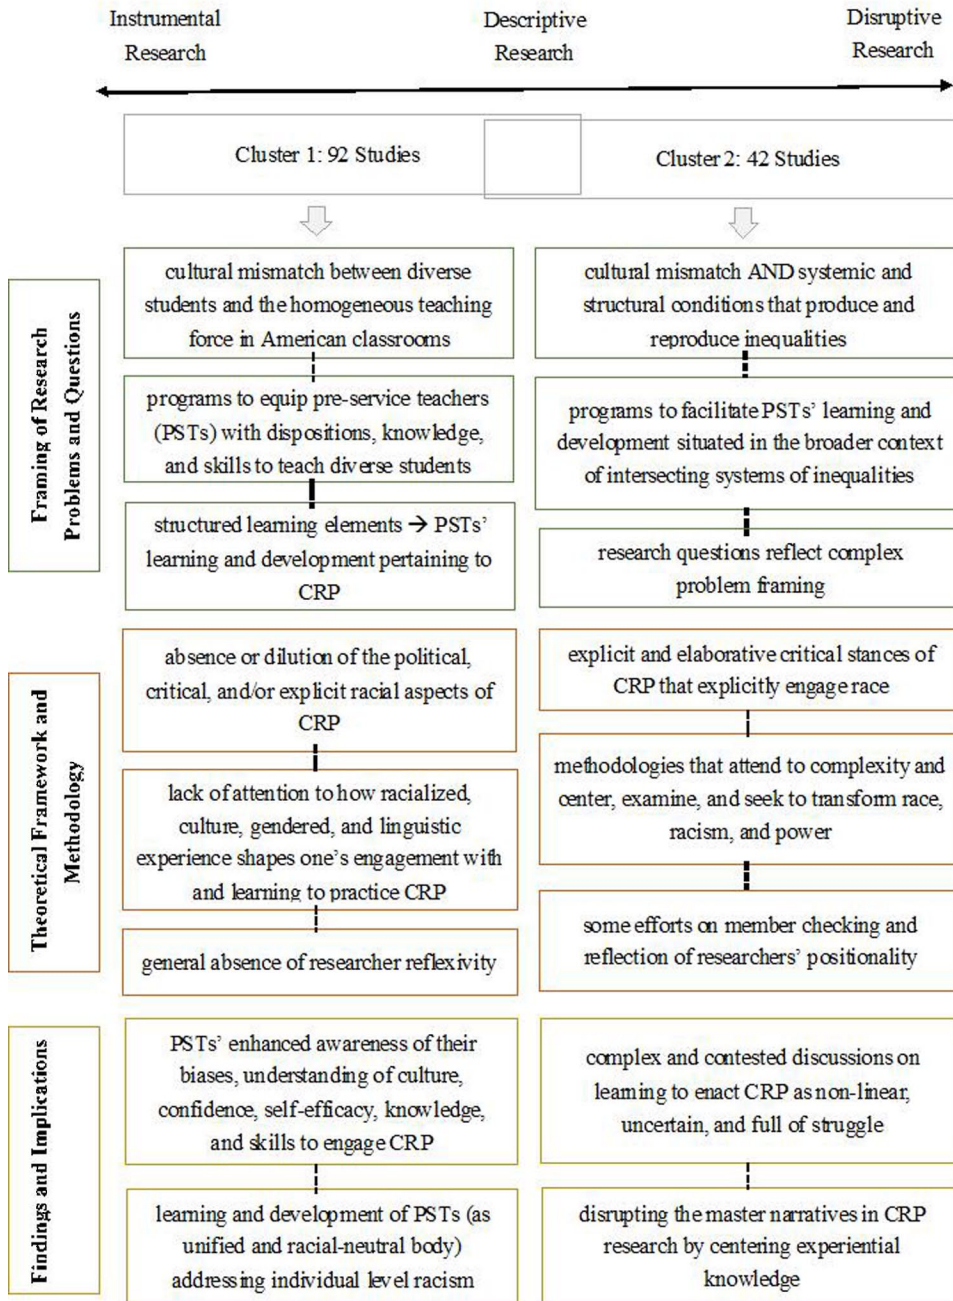 Instrumental
Research
Descriptive
Research
Disruptive
Research
Cluster 1: 92 Studies
Cluster 2: 42 Studies
Framing of Research
Problems and Questions
cultural mismatch between diverse
students and the homogeneous teaching
force in American classrooms
programs to equip pre-service teachers
(PSTs) with dispositions, knowledge,
and skills to teach diverse students
structured learning elements → PSTs’
learning and development pertaining to
CRP
cultural mismatch AND systemic and
structural conditions that produce and
reproduce inequalities
programs to facilitate PSTs’ learning and
development situated in the broader context
of intersecting systems of inequalities
research questions reflect complex
problem framing
Theoretical Framework and
Methodology
absence or dilution of the political,
critical, and/or explicit racial aspects of
CRP
lack of attention to how racialized,
culture, gendered, and linguistic
experience shapes one’s engagement with
and learning to practice CRP
general absence of researcher reflexivity
explicit and elaborative critical stances of
CRP that explicitly engage race
methodologies that attend to complexity and
center, examine, and seek to transform race,
racism, and power
some efforts on member checking and
reflection of researchers’ positionality
Findings and Implications
PSTs’ enhanced awareness of their
biases, understanding of culture,
confidence, self-efficacy, knowledge,
and skills to engage CRP
learning and development of PSTs (as
unified and racial-neutral body)
addressing individual level racism
complex and contested discussions on
learning to enact CRP as non-linear,
uncertain, and full of struggle
disrupting the master narratives in CRP
research by centering experiential
knowledge